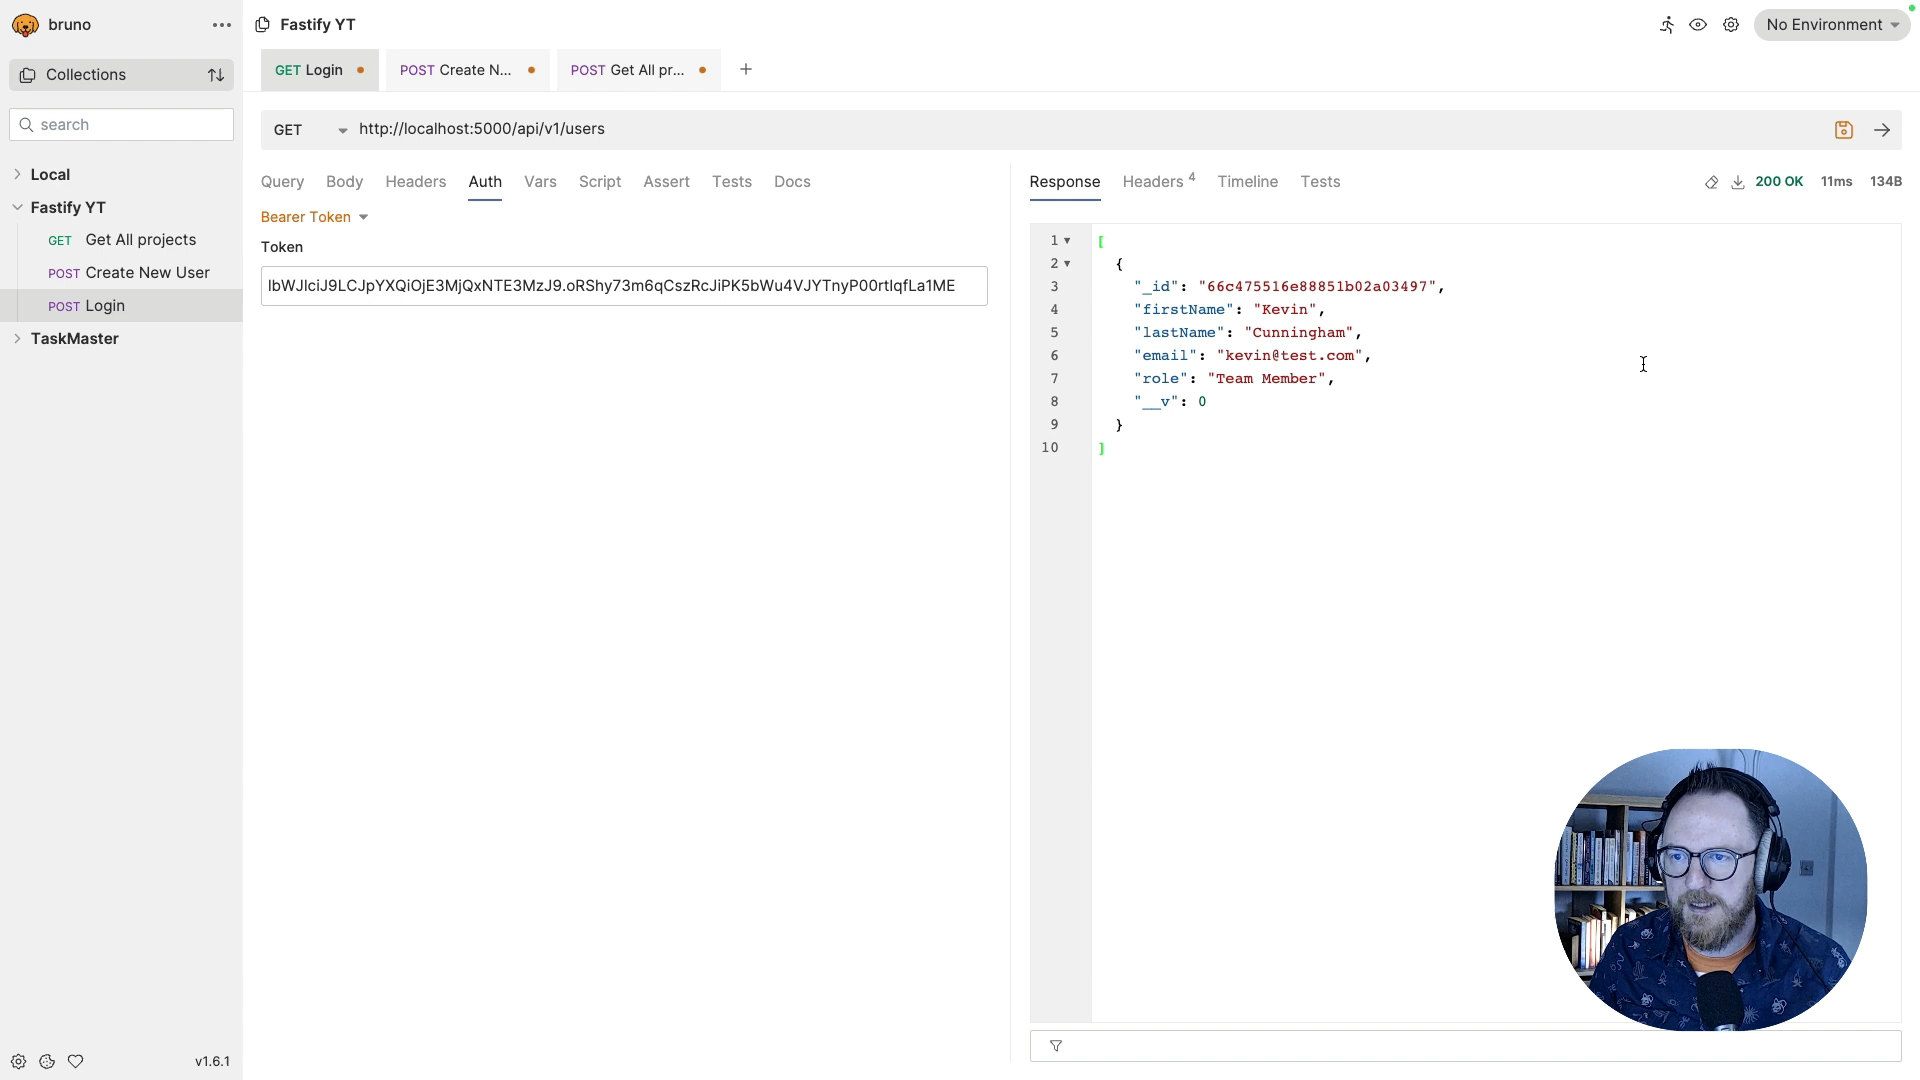 bruno
Fastify YT
No Environment
Collections
GET Login
POST Create N...
POST Get All pr...
search
GET
http://localhost:5000/api/v1/users
Local
Fastify YT
GET Get All projects
POST Create New User
POST Login
TaskMaster
Query Body Headers Auth Vars Script Assert Tests Docs
Bearer Token
Token
IbWJlciJ9LCJpYXQiOjE3MjQxNTE3MzJ9.oRShy73m6qCszRcJiPK5bWu4VJYTnyP00rtIqfLa1ME
Response Headers 4 Timeline Tests
200 OK 11ms 134B
1 [
2 {
3 "_id": "66c475516e88851b02a03497",
4 "firstName": "Kevin",
5 "lastName": "Cunningham",
6 "email": "kevin@test.com",
7 "role": "Team Member",
8 "__v": 0
9 }
10 ]
v1.6.1